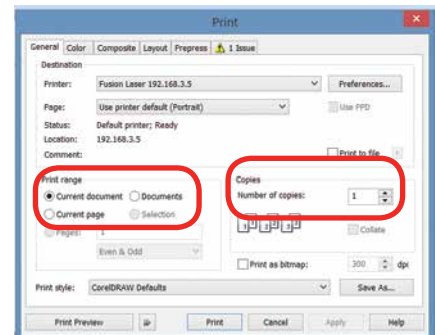 Print
General Color Composite Layout Prepress 1 Issue
Destination
Printer: Fusion Laser 192.168.3.5 Preferences...
Page: Use printer default (Portrait) Use PPD
Status: Default printer; Ready
Location: 192.168.3.5
Comment: Print to file
Print range Copies
Current document Documents Number of copies: 1
Current page Selection
Pages: 1 Collate
Even & Odd
Print as bitmap: 300 dpi
Print style: CorelDRAW Defaults Save As...
Print Preview Print Cancel Apply Help